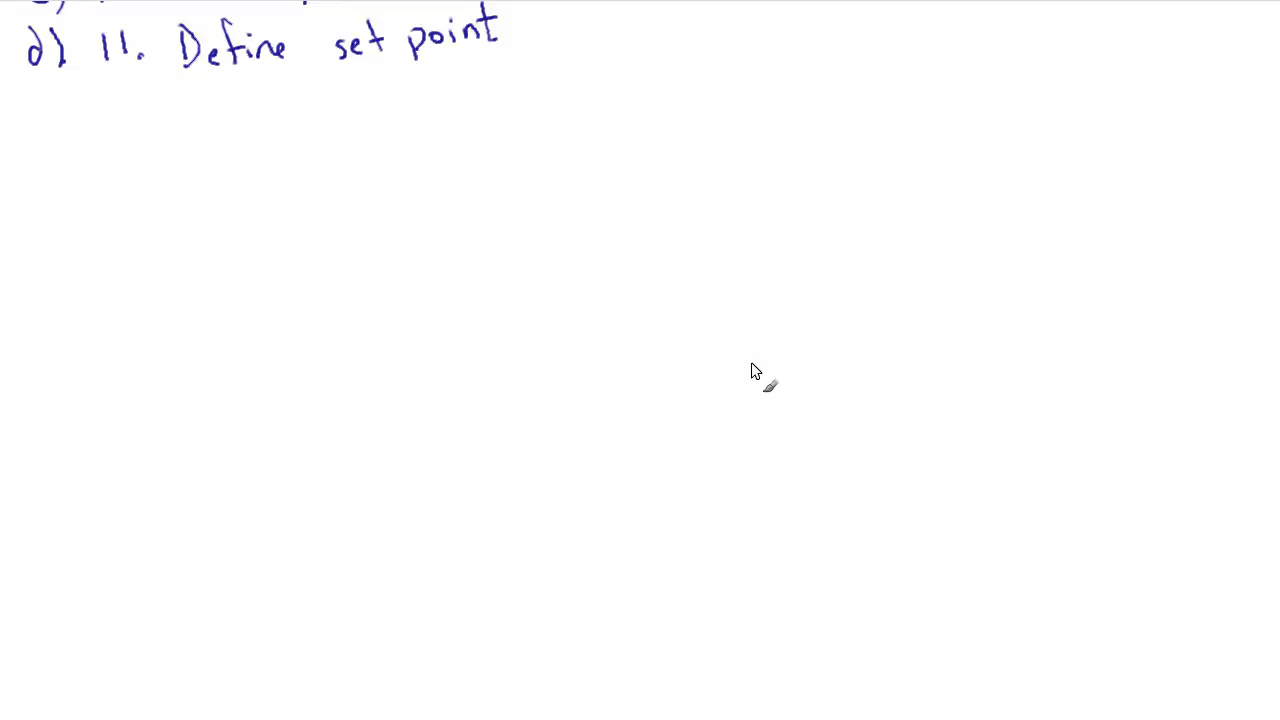 d) 11. Define set point